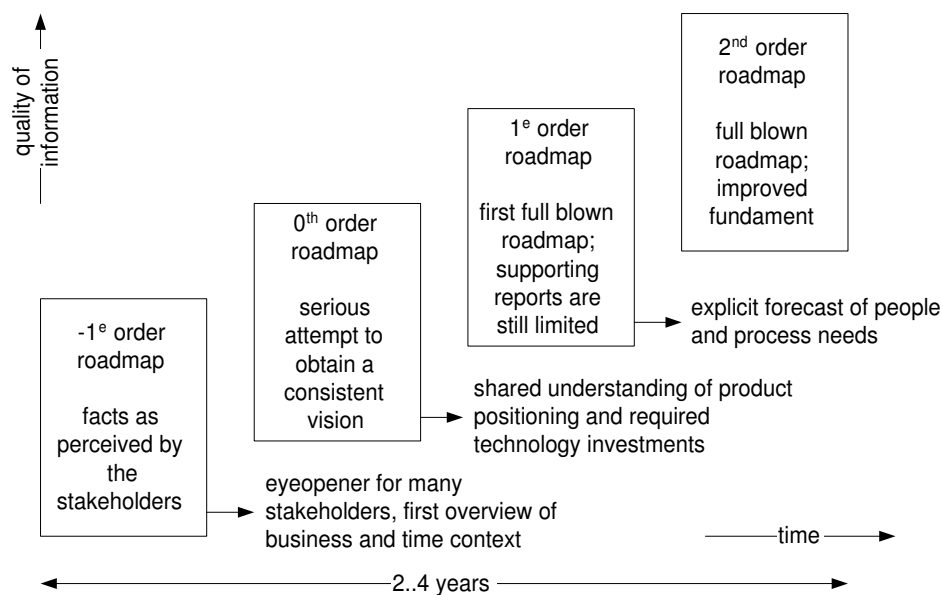 quality of
information
-1e order
roadmap
facts as
perceived by
the
stakeholders
eyeopener for many
stakeholders, first overview of
business and time context
0th order
roadmap
serious
attempt to
obtain a
consistent
vision
shared understanding of product
positioning and required
technology investments
1e order
roadmap
first full blown
roadmap;
supporting
reports are
still limited
explicit forecast of people
and process needs
2nd order
roadmap
full blown
roadmap;
improved
fundament
time
2..4 years